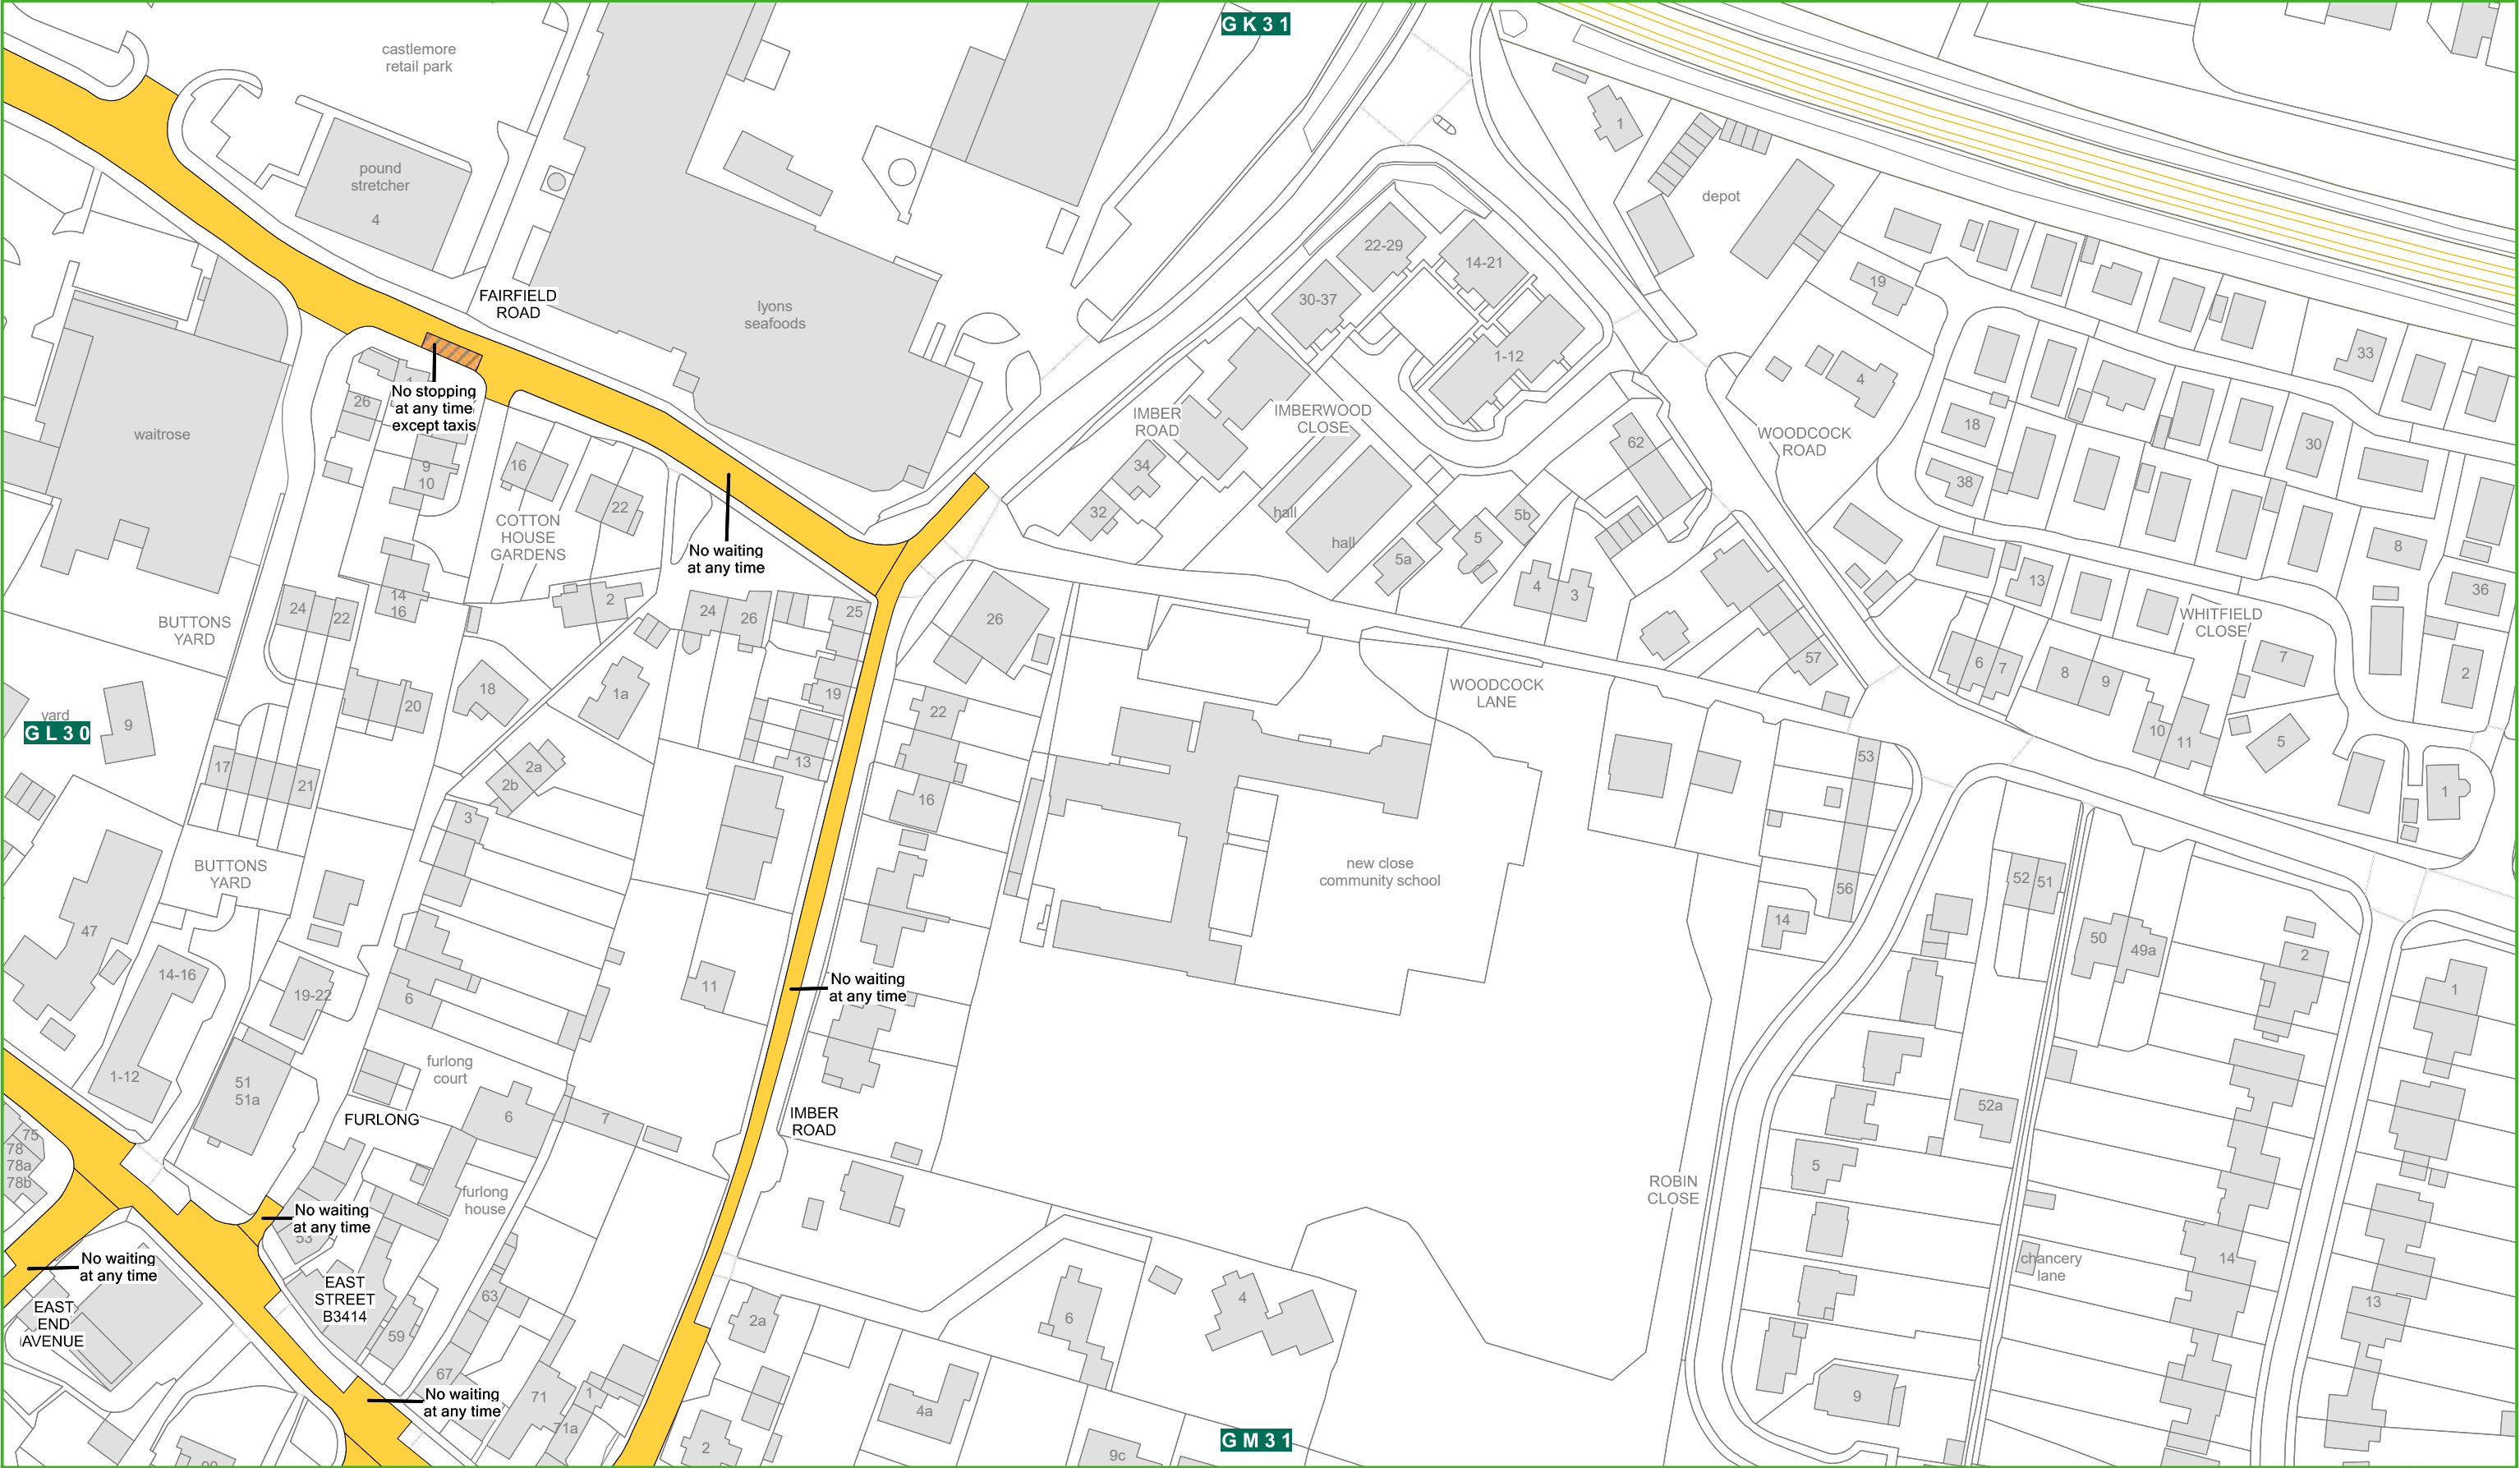 GK31
castlemore
retail park
pound
stretcher
4
FAIRFIELD
ROAD
lyons
seafoods
No stopping
at any time
except taxis
waitrose
26
9
10
16
22
COTTON
HOUSE
GARDENS
No waiting
at any time
14
16
24
22
2
24
26
25
BUTTONS
YARD
1
depot
22-29
14-21
30-37
1-12
19
33
4
IMBER
ROAD
IMBERWOOD
CLOSE
WOODCOCK
ROAD
34
32
62
18
30
38
hall
hall
5a
5
5b
4
3
8
13
36
26
57
WHITFIELD
CLOSE
6
7
8
9
7
2
10
11
5
1
WOODCOCK
LANE
yard
GL30
9
18
1a
19
22
20
13
16
17
21
2a
2b
3
53
56
new close
community school
BUTTONS
YARD
52
51
14
50
49a
2
1
47
14-16
19-22
6
11
No waiting
at any time
1-12
51
51a
furlong
court
FURLONG
6
7
IMBER
ROAD
52a
75
78
78a
78b
5
furlong
house
ROBIN
CLOSE
No waiting
at any time
53
No waiting
at any time
EAST
STREET
B3414
EAST
END
AVENUE
59
63
67
No waiting
at any time
71
71a
1
2a
2
6
4
4a
9c
GM31
chancery
lane
14
13
9